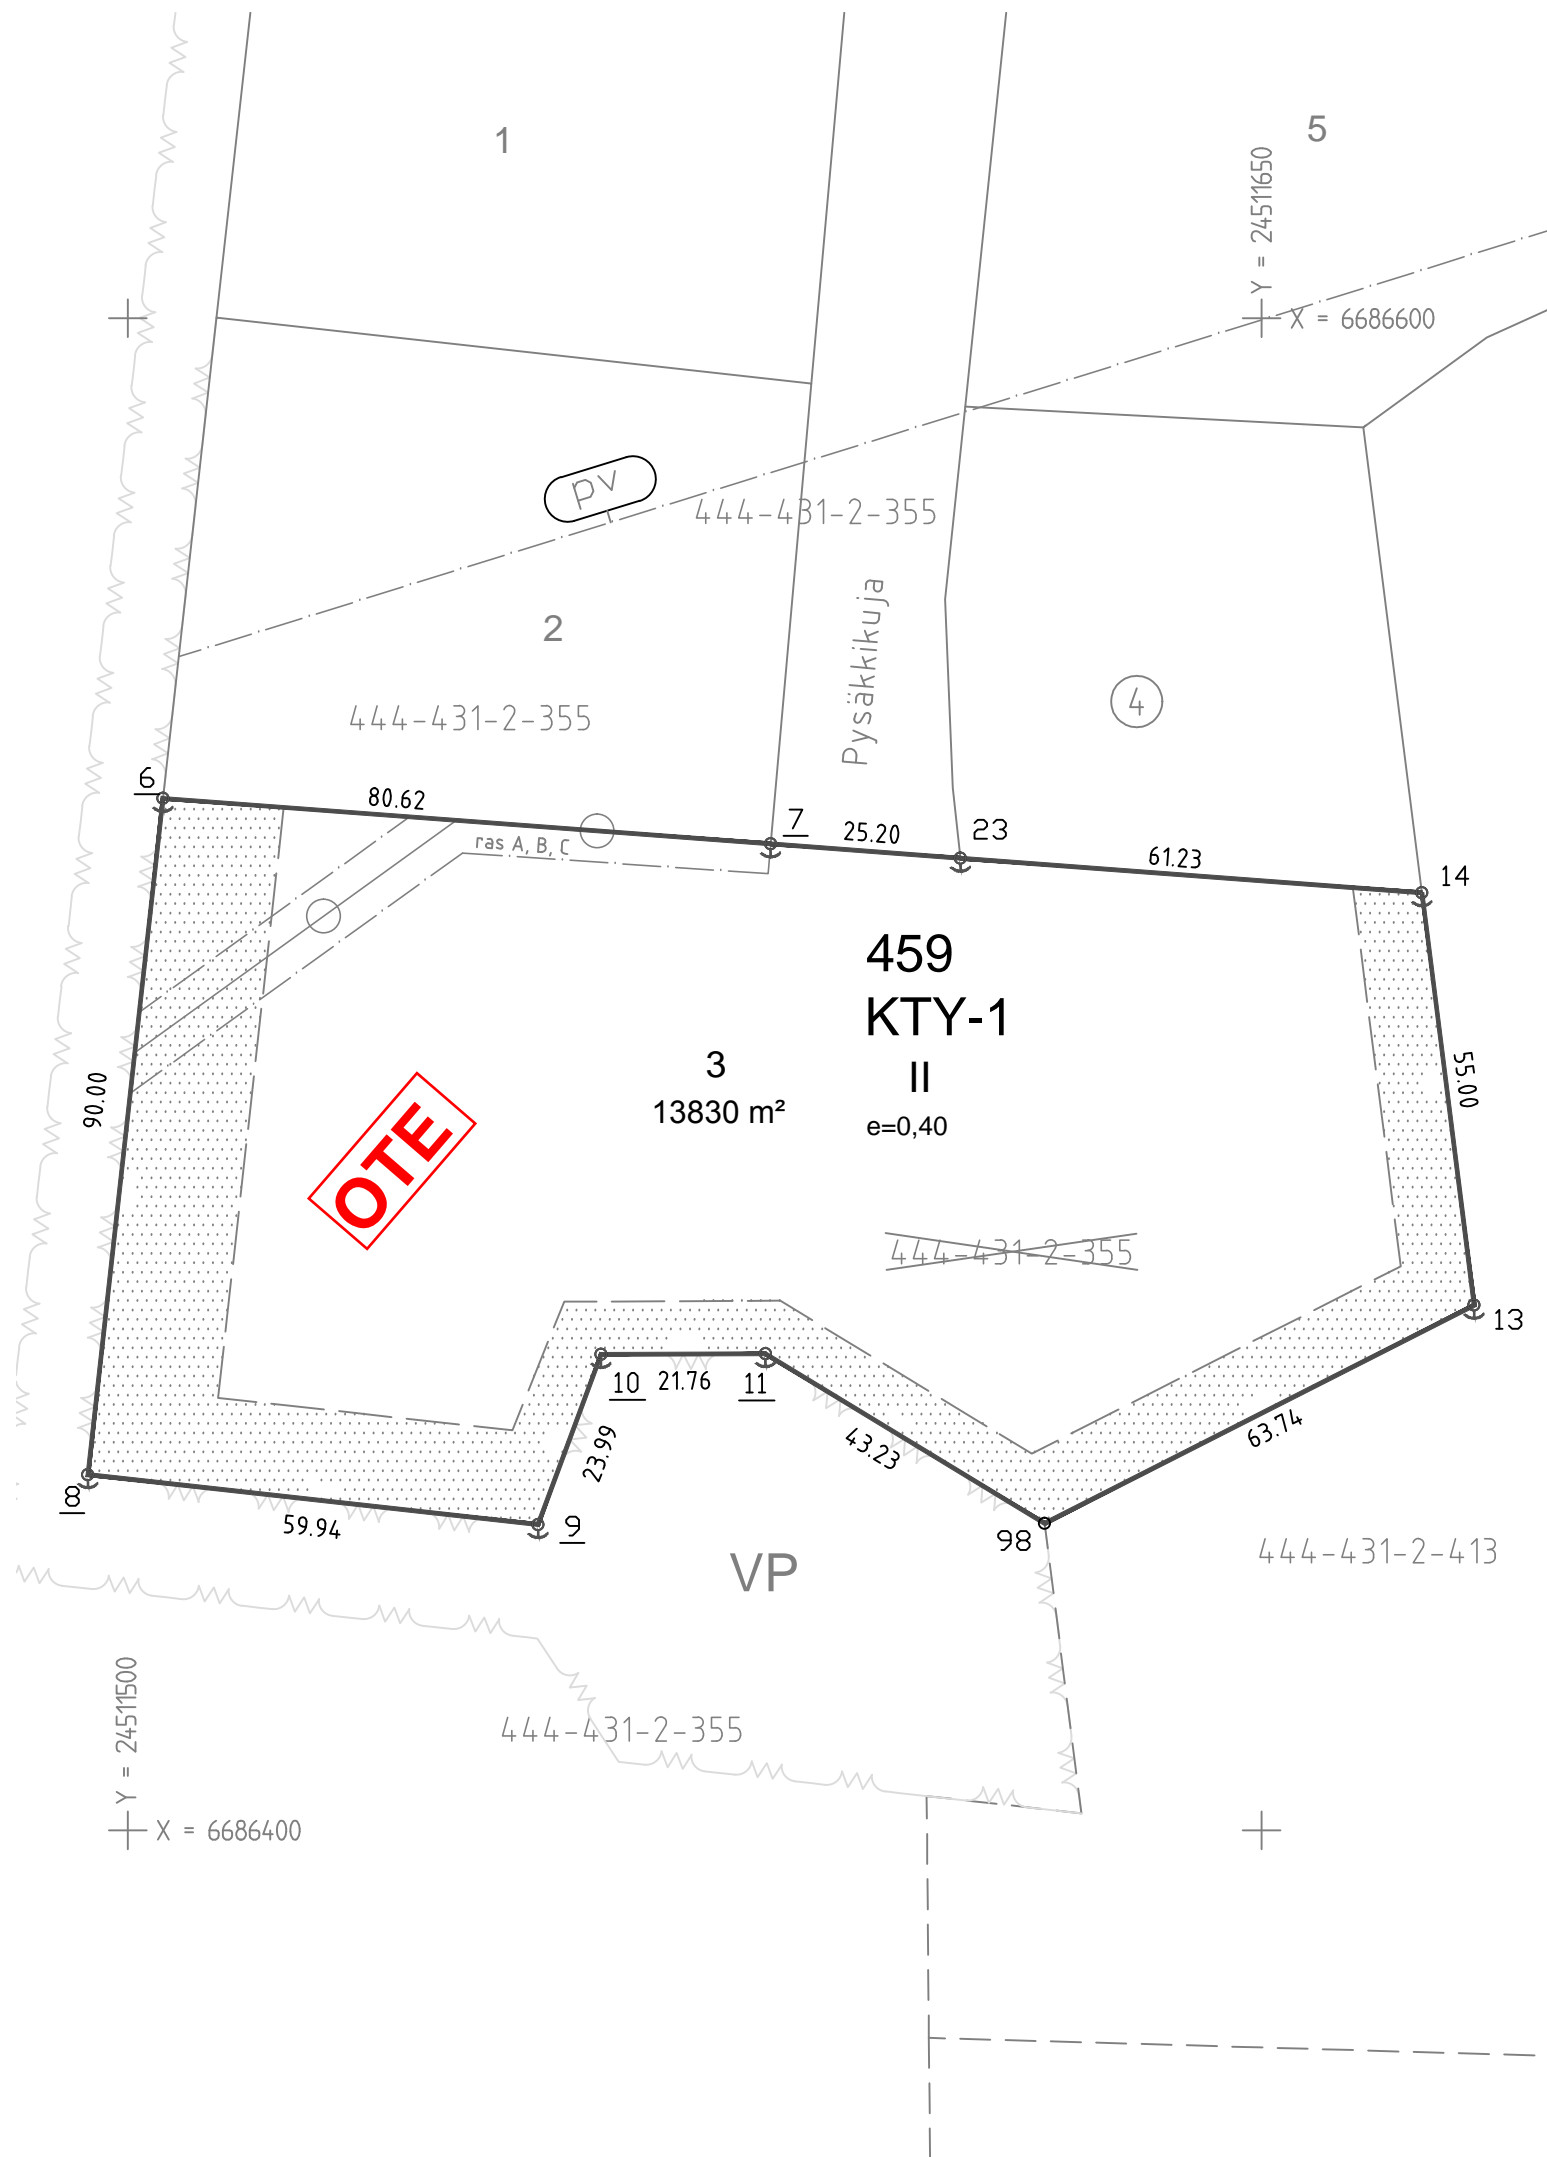 1
5
Y = 24511650
X = 6686600
pv
444-431-2-355
2
Pysäkkikuja
444-431-2-355
4
6
80.62
7
25.20
23
61.23
14
ras A, B, C
459
KTY-1
II
e=0,40
3
13830 m²
90.00
55.00
OTE
444-431-2-355
13
10
21.76
11
23.99
43.23
63.74
8
59.94
9
98
VP
444-431-2-413
Y = 24511500
X = 6686400
444-431-2-355